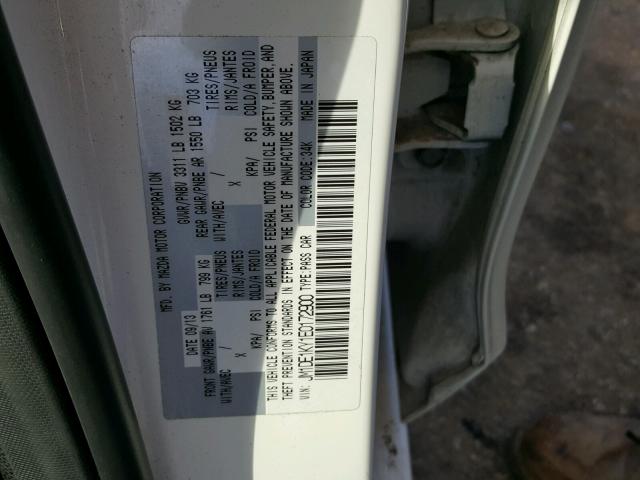 MFD. BY MAZDA MOTOR CORPORATION
DATE 09/13 GVWR/PNBV 3311 LB 1502 KG
FRONT GAWR/PNBE AV 1761 LB 799 KG REAR GAWR/PNBE AR 1550 LB 703 KG
WITH/AVEC TIRES/PNEUS WITH/AVEC TIRES/PNEUS
X / RIMS/JANTES X / RIMS/JANTES
KPA/ PSI COLD/A FROID KPA/ PSI COLD/A FROID
THIS VEHICLE CONFORMS TO ALL APPLICABLE FEDERAL MOTOR VEHICLE SAFETY, BUMPER, AND
THEFT PREVENTION STANDARDS IN EFFECT ON THE DATE OF MANUFACTURE SHOWN ABOVE.
VIN: JM1DE1KY1E0172900 TYPE:PASS CAR COLOR CODE:34K MADE IN JAPAN